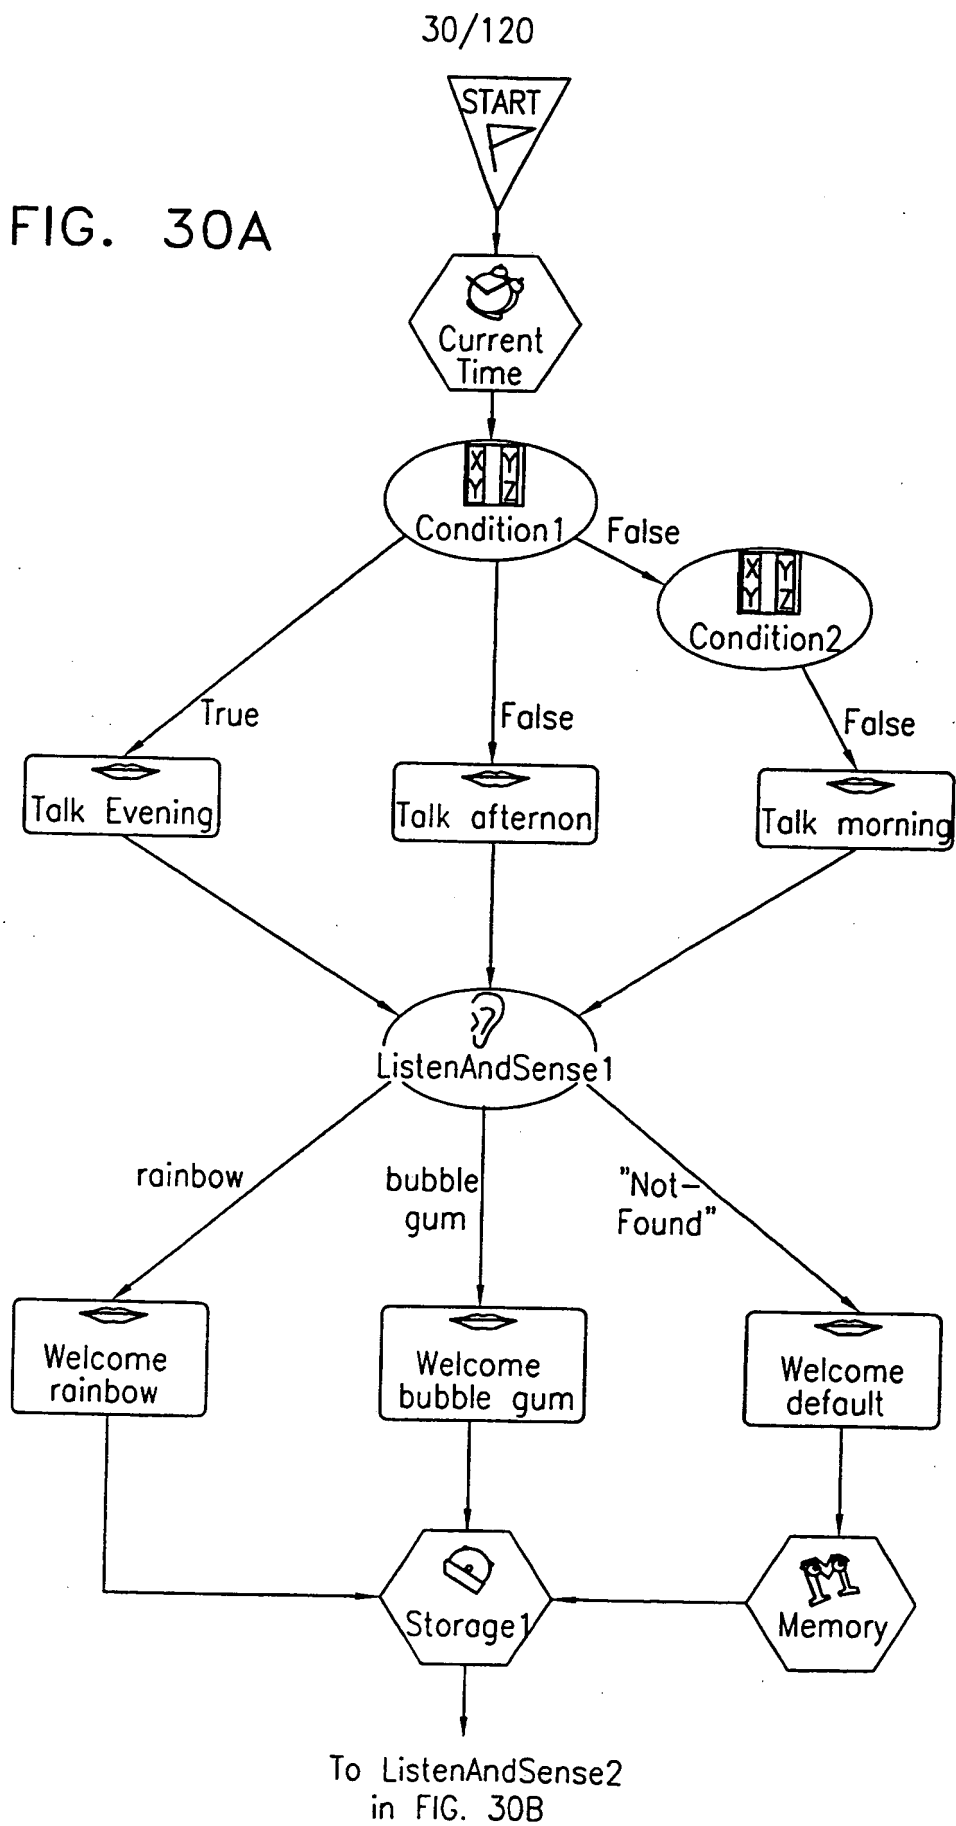 30/120
START
FIG. 30A
Current
Time
X Y
Y Z
Condition1
False
X Y
Y Z
Condition2
True
False
False
Talk Evening
Talk afternon
Talk morning
ListenAndSense1
rainbow
bubble
gum
"Not-
Found"
Welcome
rainbow
Welcome
bubble gum
Welcome
default
Storage1
Memory
To ListenAndSense2
in FIG. 30B